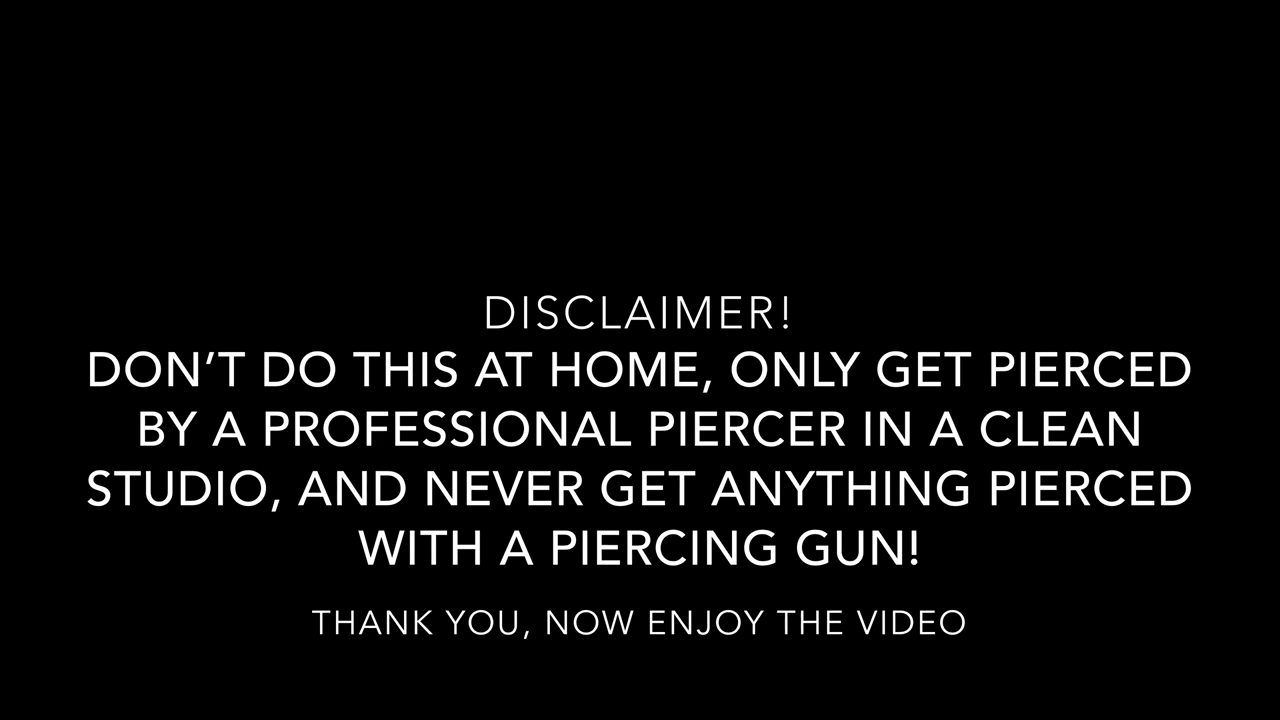 DISCLAIMER!
DON’T DO THIS AT HOME, ONLY GET PIERCED
BY A PROFESSIONAL PIERCER IN A CLEAN
STUDIO, AND NEVER GET ANYTHING PIERCED
WITH A PIERCING GUN!
THANK YOU, NOW ENJOY THE VIDEO